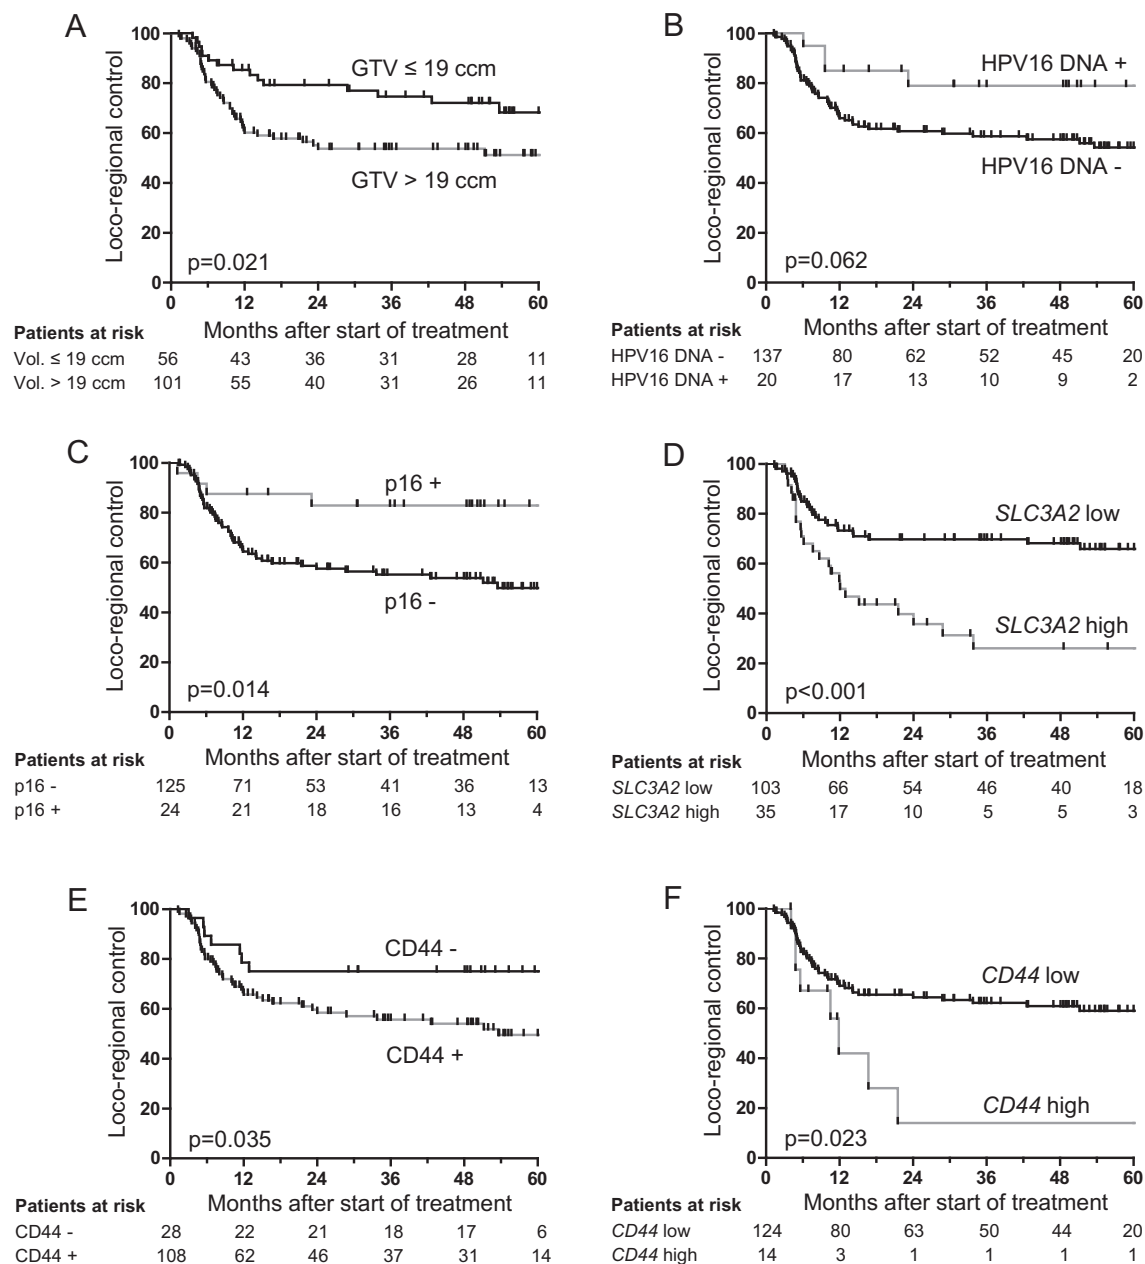 A
Loco-regional control
100
80
60
40
20
0
GTV ≤ 19 ccm
GTV > 19 ccm
p=0.021
0 12 24 36 48 60
Patients at risk Months after start of treatment
Vol. ≤ 19 ccm 56 43 36 31 28 11
Vol. > 19 ccm 101 55 40 31 26 11
B
Loco-regional control
100
80
60
40
20
0
HPV16 DNA +
HPV16 DNA -
p=0.062
0 12 24 36 48 60
Patients at risk Months after start of treatment
HPV16 DNA - 137 80 62 52 45 20
HPV16 DNA + 20 17 13 10 9 2
C
Loco-regional control
100
80
60
40
20
0
p16 +
p16 -
p=0.014
0 12 24 36 48 60
Patients at risk Months after start of treatment
p16 - 125 71 53 41 36 13
p16 + 24 21 18 16 13 4
D
Loco-regional control
100
80
60
40
20
0
SLC3A2 low
SLC3A2 high
p<0.001
0 12 24 36 48 60
Patients at risk Months after start of treatment
SLC3A2 low 103 66 54 46 40 18
SLC3A2 high 35 17 10 5 5 3
E
Loco-regional control
100
80
60
40
20
0
CD44 -
CD44 +
p=0.035
0 12 24 36 48 60
Patients at risk Months after start of treatment
CD44 - 28 22 21 18 17 6
CD44 + 108 62 46 37 31 14
F
Loco-regional control
100
80
60
40
20
0
CD44 low
CD44 high
p=0.023
0 12 24 36 48 60
Patients at risk Months after start of treatment
CD44 low 124 80 63 50 44 20
CD44 high 14 3 1 1 1 1